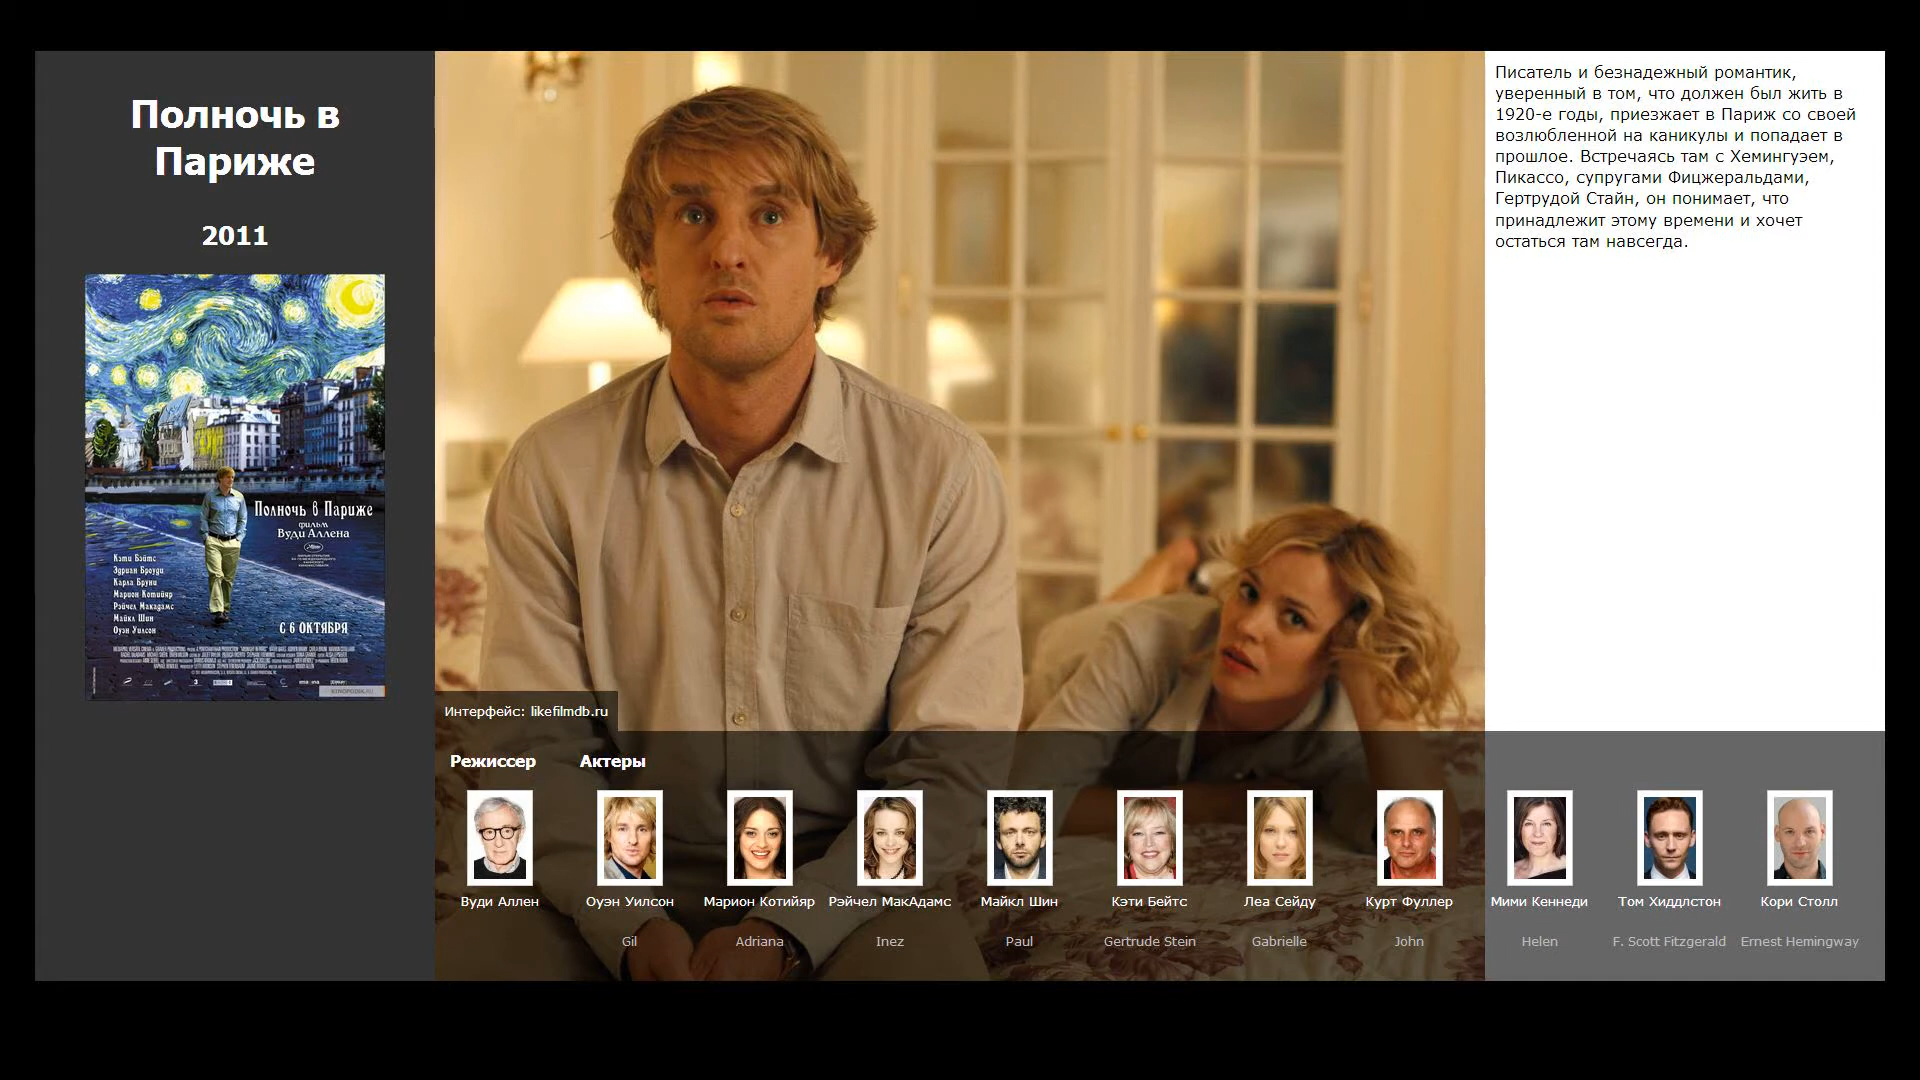 Полночь в
Париже
2011
Полночь в Париже
фильм
Вуди Аллена
Кэти Бэйтс
Эдриан Броуди
Карла Бруни
Марион Котийяр
Рэйчел Макадамс
Майкл Шин
Оуэн Уилсон
С 6 ОКТЯБРЯ
KINOPOISK.RU
Писатель и безнадежный романтик,
уверенный в том, что должен был жить в
1920-е годы, приезжает в Париж со своей
возлюбленной на каникулы и попадает в
прошлое. Встречаясь там с Хемингуэем,
Пикассо, супругами Фицжеральдами,
Гертрудой Стайн, он понимает, что
принадлежит этому времени и хочет
остаться там навсегда.
Интерфейс: likefilmdb.ru
Режиссер Актеры
Вуди Аллен Оуэн Уилсон Марион Котийяр Рэйчел МакАдамс Майкл Шин Кэти Бейтс Леа Сейду Курт Фуллер Мими Кеннеди Том Хиддлстон Кори Столл
Gil Adriana Inez Paul Gertrude Stein Gabrielle John Helen F. Scott Fitzgerald Ernest Hemingway